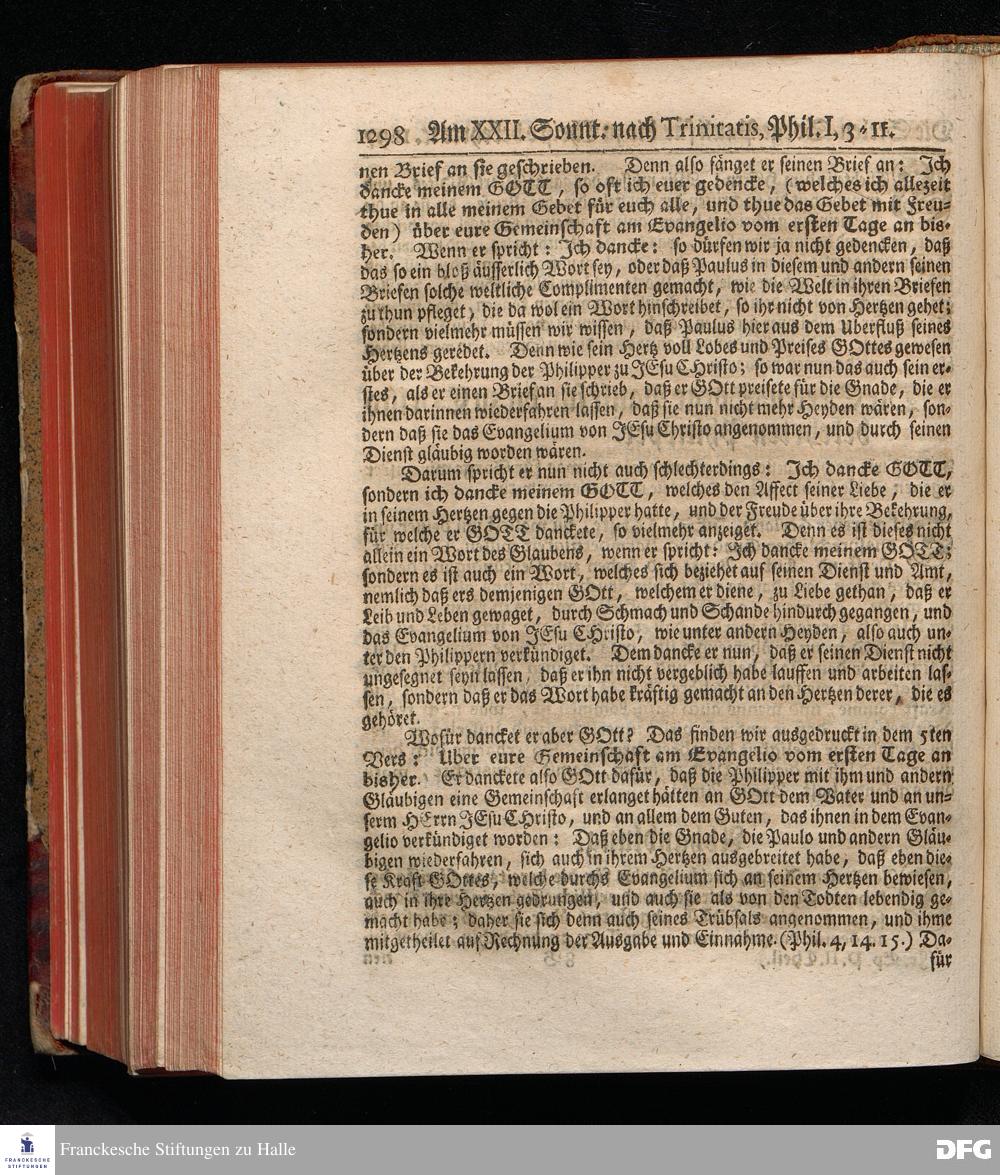 1298 Am XXII. Sonnt. nach Trinitatis, Phil. I, 3-11.
nen Brief an sie geschrieben. Denn also fänget er seinen Brief an: Ich
dancke meinem GOTT, so oft ich euer gedencke, (welches ich allezeit
thue in alle meinem Gebet für euch alle, und thue das Gebet mit Freu-
den) über eure Gemeinschaft am Evangelio vom ersten Tage an bis-
her. Wenn er spricht: Ich dancke: so dürfen wir ja nicht gedencken, daß
das so ein bloß äusserlich Wort sey, oder daß Paulus in diesem und andern seinen
Briefen solche weltliche Complimenten gemacht, wie die Welt in ihren Briefen
zu thun pfleget, die da wol ein Wort hinschreibet, so ihr nicht von Hertzen gehet;
sondern vielmehr müssen wir wissen, daß Paulus hier aus dem Uberfluß seines
Hertzens geredet. Denn wie sein Hertz voll Lobes und Preises GOttes gewesen
über der Bekehrung der Philipper zu JEsu CHristo; so war nun das auch sein er-
stes, als er einen Brief an sie schrieb, daß er GOtt preisete für die Gnade, die er
ihnen darinnen wiederfahren lassen, daß sie nun nicht mehr Heyden wären, son-
dern daß sie das Evangelium von JEsu Christo angenommen, und durch seinen
Dienst gläubig worden wären.
Darum spricht er nun nicht auch schlechterdings: Ich dancke GOTT,
sondern ich dancke meinem GOTT, welches den Affect seiner Liebe, die er
in seinem Hertzen gegen die Philipper hatte, und der Freude über ihre Bekehrung,
für welche er GOTT danckete, so vielmehr anzeiget. Denn es ist dieses nicht
allein ein Wort des Glaubens, wenn er spricht: Ich dancke meinem GOTT;
sondern es ist auch ein Wort, welches sich beziehet auf seinen Dienst und Amt,
nemlich daß ers demjenigen GOtt, welchem er diene, zu Liebe gethan, daß er
Leib und Leben gewaget, durch Schmach und Schande hindurch gegangen, und
das Evangelium von JEsu CHristo, wie unter andern Heyden, also auch un-
ter den Philippern verkündiget. Dem dancke er nun, daß er seinen Dienst nicht
ungesegnet seyn lassen, daß er ihn nicht vergeblich habe lauffen und arbeiten las-
sen, sondern daß er das Wort habe kräftig gemacht an den Hertzen derer, die es
gehöret.
Wofür dancket er aber GOtt? Das finden wir ausgedruckt in dem 5ten
Vers: Uber eure Gemeinschaft am Evangelio vom ersten Tage an
bisher. Er danckete also GOtt dafür, daß die Philipper mit ihm und andern
Gläubigen eine Gemeinschaft erlanget hätten an GOtt dem Vater und an un-
serm HErrn JEsu CHristo, und an allem dem Guten, das ihnen in dem Evan-
gelio verkündiget worden: Daß eben die Gnade, die Paulo und andern Gläu-
bigen wiederfahren, sich auch in ihrem Hertzen ausgebreitet habe, daß eben die-
se Kraft GOttes, welche durchs Evangelium sich an seinem Hertzen bewiesen,
auch in ihre Hertzen gedrungen, und auch sie als von den Todten lebendig ge-
macht habe; daher sie sich denn auch seines Trübsals angenommen, und ihme
mitgetheilet auf Rechnung der Ausgabe und Einnahme. (Phil. 4, 14. 15.) Da-
für
FRANCKESCHE
STIFTUNGEN
Franckesche Stiftungen zu Halle
DFG